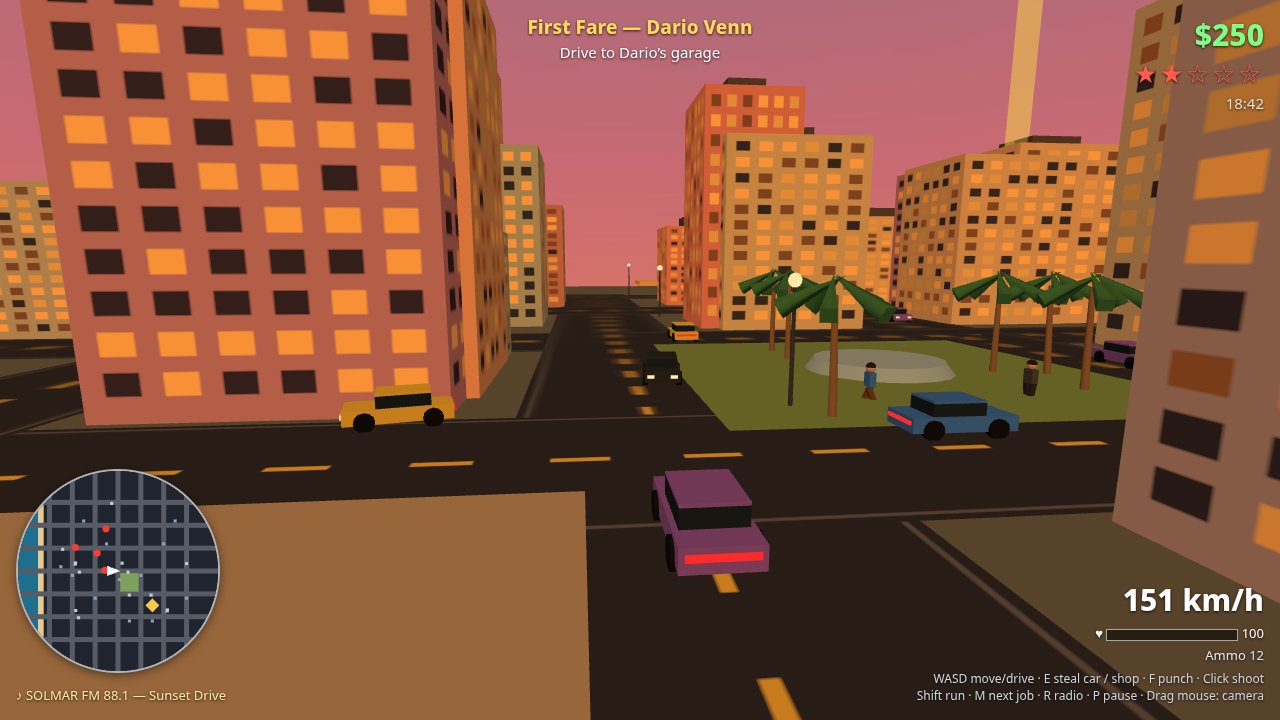 First Fare — Dario Venn
Drive to Dario's garage
$250
★★☆☆☆
18:42
151 km/h
♥ 100
Ammo 12
WASD move/drive · E steal car / shop · F punch · Click shoot
Shift run · M next job · R radio · P pause · Drag mouse: camera
♪ SOLMAR FM 88.1 — Sunset Drive